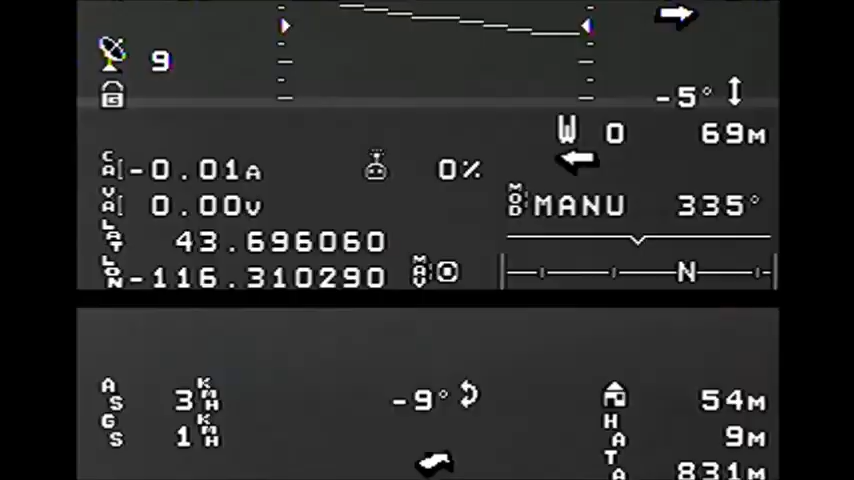 9
-5°
W 0 69M
CA -0.01A 0%
VA 0.00V
MOD MANU 335°
LAT 43.696060
LON -116.310290 MAV
N
AS 3 KMH -9° 54M
GS 1 KMH HA 9M
TA 831M